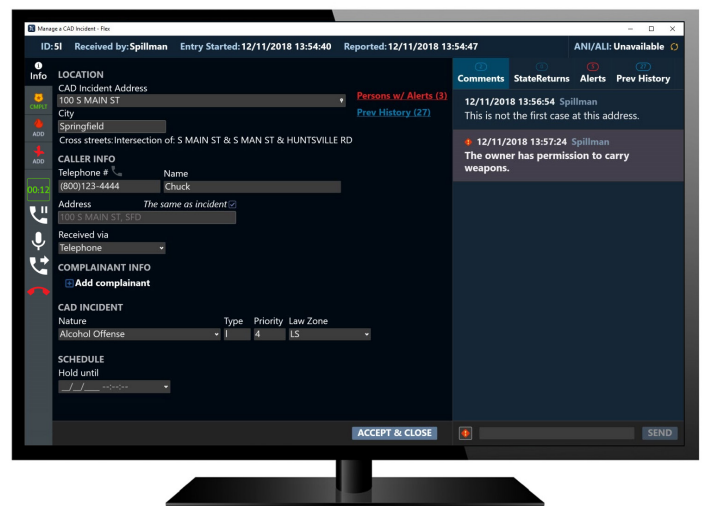 Manage a CAD Incident - Flex
ID:5I Received by:Spillman Entry Started:12/11/2018 13:54:40 Reported:12/11/2018 13:54:47 ANI/ALI: Unavailable
Info
CMPLT
ADD
ADD
00:12
LOCATION
CAD Incident Address
100 S MAIN ST
Persons w/ Alerts (3)
City
Prev History (27)
Springfield
Cross streets:Intersection of: S MAIN ST & S MAN ST & HUNTSVILLE RD
CALLER INFO
Telephone # Name
(800)123-4444 Chuck
Address The same as incident
100 S MAIN ST, SFD
Received via
Telephone
COMPLAINANT INFO
Add complainant
CAD INCIDENT
Nature Type Priority Law Zone
Alcohol Offense I 4 LS
SCHEDULE
Hold until
__/__/____ --:--:--
ACCEPT & CLOSE
Comments StateReturns Alerts Prev History
12/11/2018 13:56:54 Spillman
This is not the first case at this address.
12/11/2018 13:57:24 Spillman
The owner has permission to carry
weapons.
SEND